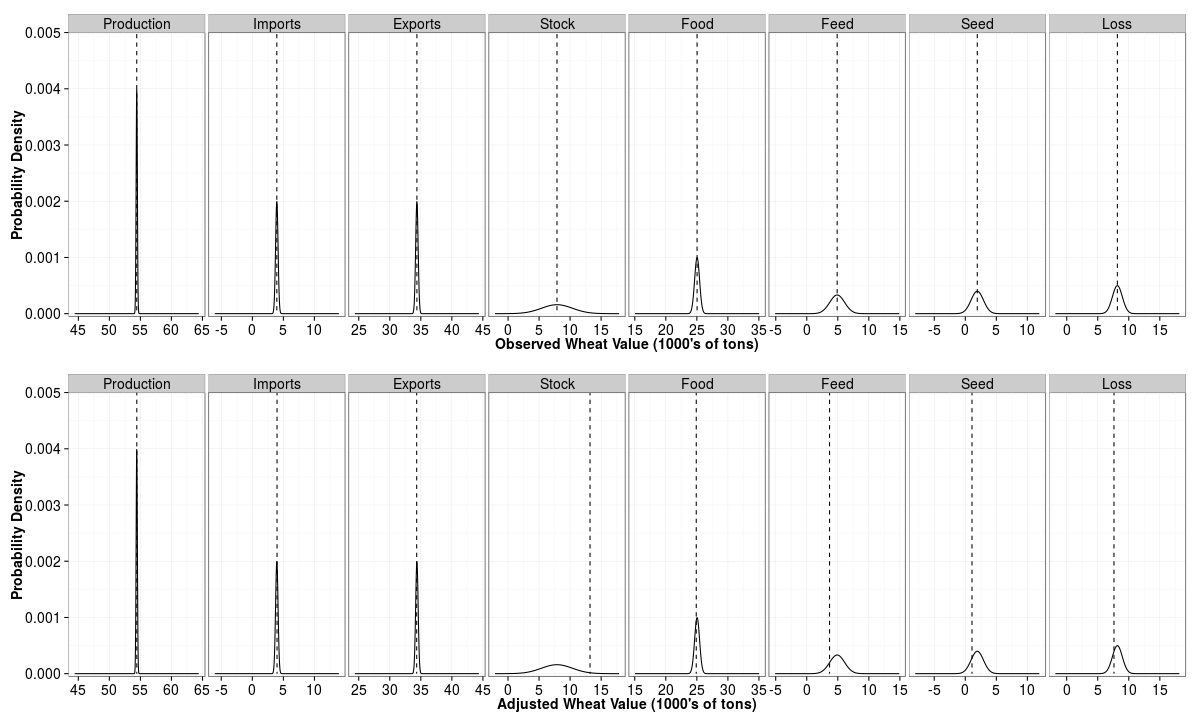 Production Imports Exports Stock Food Feed Seed Loss
0.005
0.004
0.003
0.002
0.001
0.000
Probability Density
45 50 55 60 65 -5 0 5 10 25 30 35 40 45 0 5 10 15 15 20 25 30 35 -5 0 5 10 15 -5 0 5 10 0 5 10 15
Observed Wheat Value (1000's of tons)
Production Imports Exports Stock Food Feed Seed Loss
0.005
0.004
0.003
0.002
0.001
0.000
Probability Density
45 50 55 60 65 -5 0 5 10 25 30 35 40 45 0 5 10 15 15 20 25 30 35 -5 0 5 10 15 -5 0 5 10 0 5 10 15
Adjusted Wheat Value (1000's of tons)